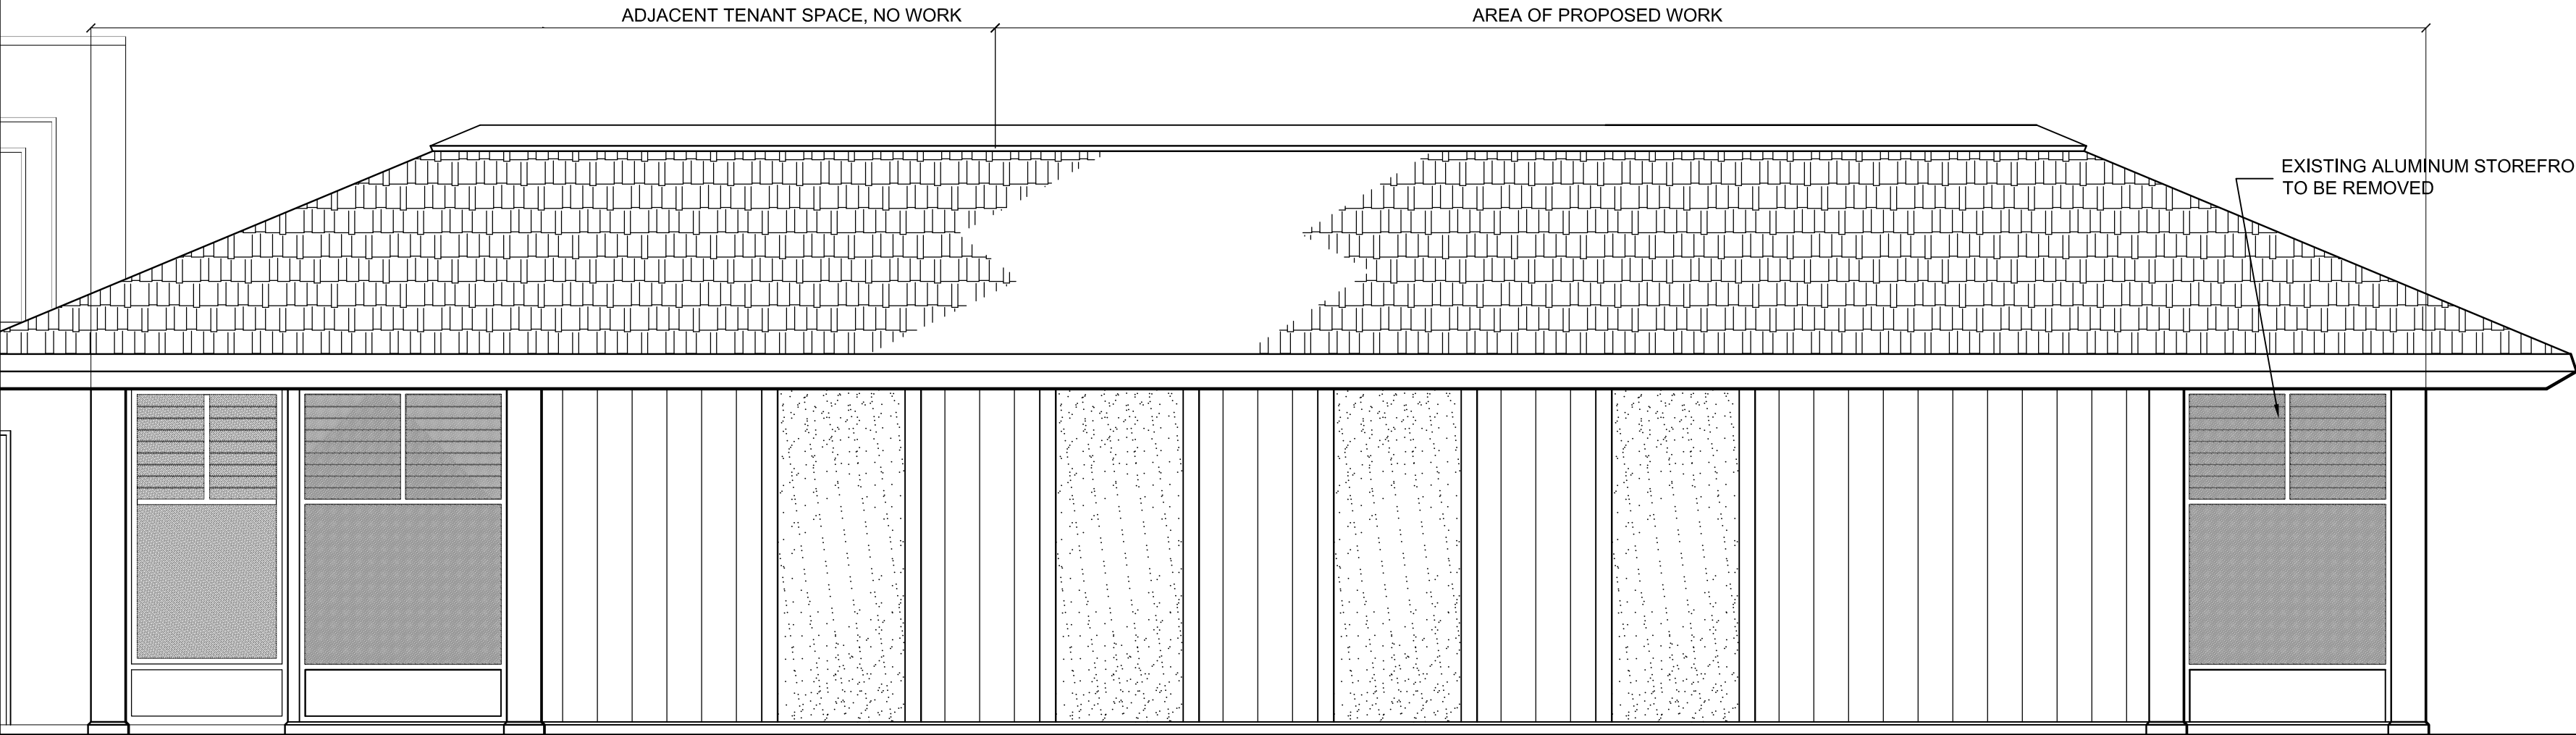 ADJACENT TENANT SPACE, NO WORK
AREA OF PROPOSED WORK
EXISTING ALUMINUM STOREFRO
TO BE REMOVED